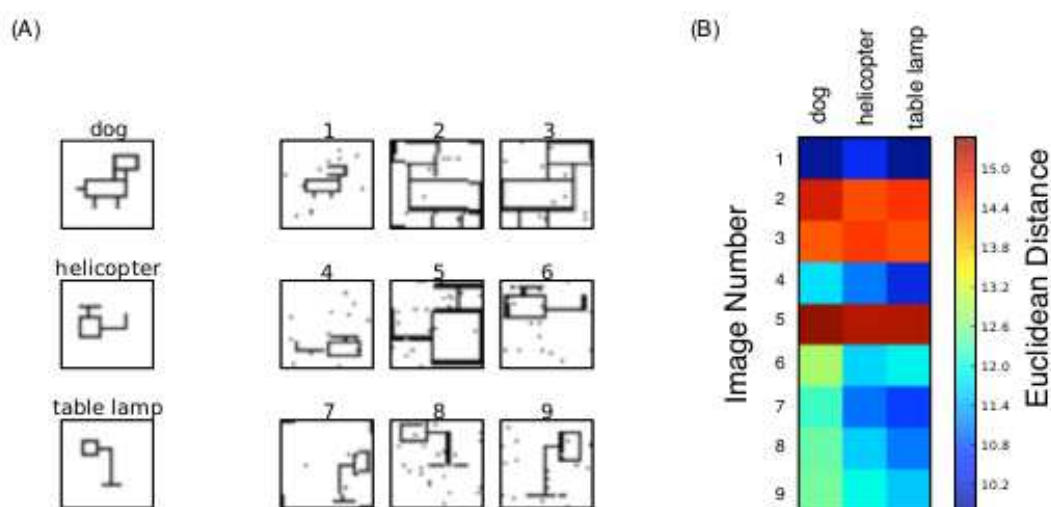 (A)
dog
1
2
3
helicopter
4
5
6
table lamp
7
8
9
(B)
dog
helicopter
table lamp
Image Number
1
2
3
4
5
6
7
8
9
15.0
14.4
13.8
13.2
12.6
12.0
11.4
10.8
10.2
Euclidean Distance